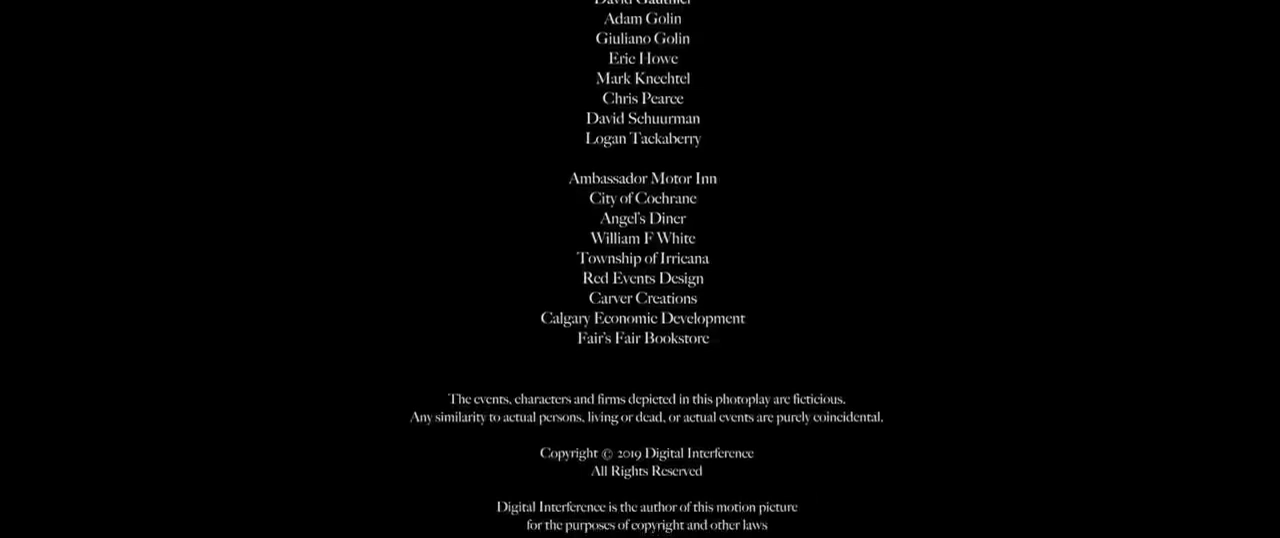 David Gauthier
Adam Golin
Giuliano Golin
Eric Howe
Mark Knechtel
Chris Pearce
David Schuurman
Logan Tackaberry
Ambassador Motor Inn
City of Cochrane
Angel's Diner
William F White
Township of Irricana
Red Events Design
Carver Creations
Calgary Economic Development
Fair's Fair Bookstore
The events, characters and firms depicted in this photoplay are ficticious.
Any similarity to actual persons, living or dead, or actual events are purely coincidental.
Copyright © 2019 Digital Interference
All Rights Reserved
Digital Interference is the author of this motion picture
for the purposes of copyright and other laws